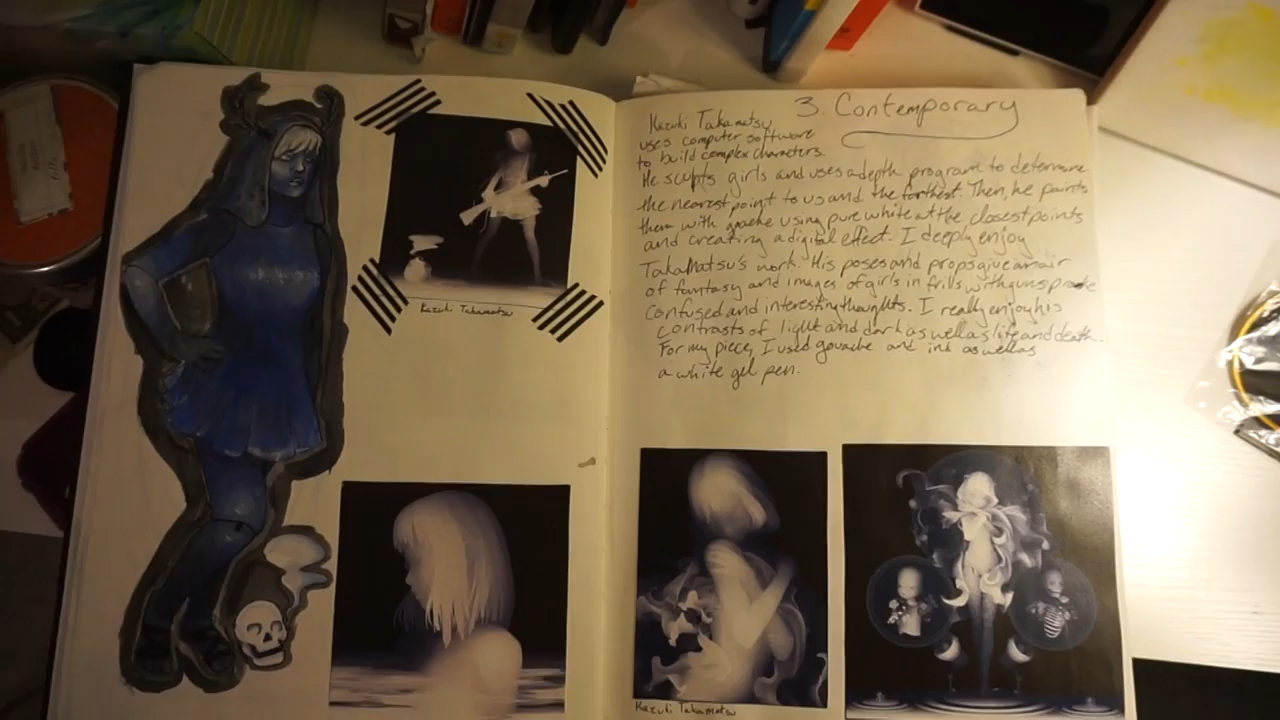 3. Contemporary
Kazuki Takamatsu
uses computer software
to build complex characters.
He sculpts girls and uses a depth program to determine
the nearest point to us and the farthest. Then, he paints
them with gouache using pure white at the closest points
and creating a digital effect. I deeply enjoy
Takamatsu's work. His poses and props give an air
of fantasy and images of girls in frills with guns provoke
confused and interesting thoughts. I really enjoy his
contrasts of light and dark as well as life and death.
For my piece, I used gouache and ink as well as
a white gel pen.
Kazuki Takamatsu
Kazuki Takamatsu